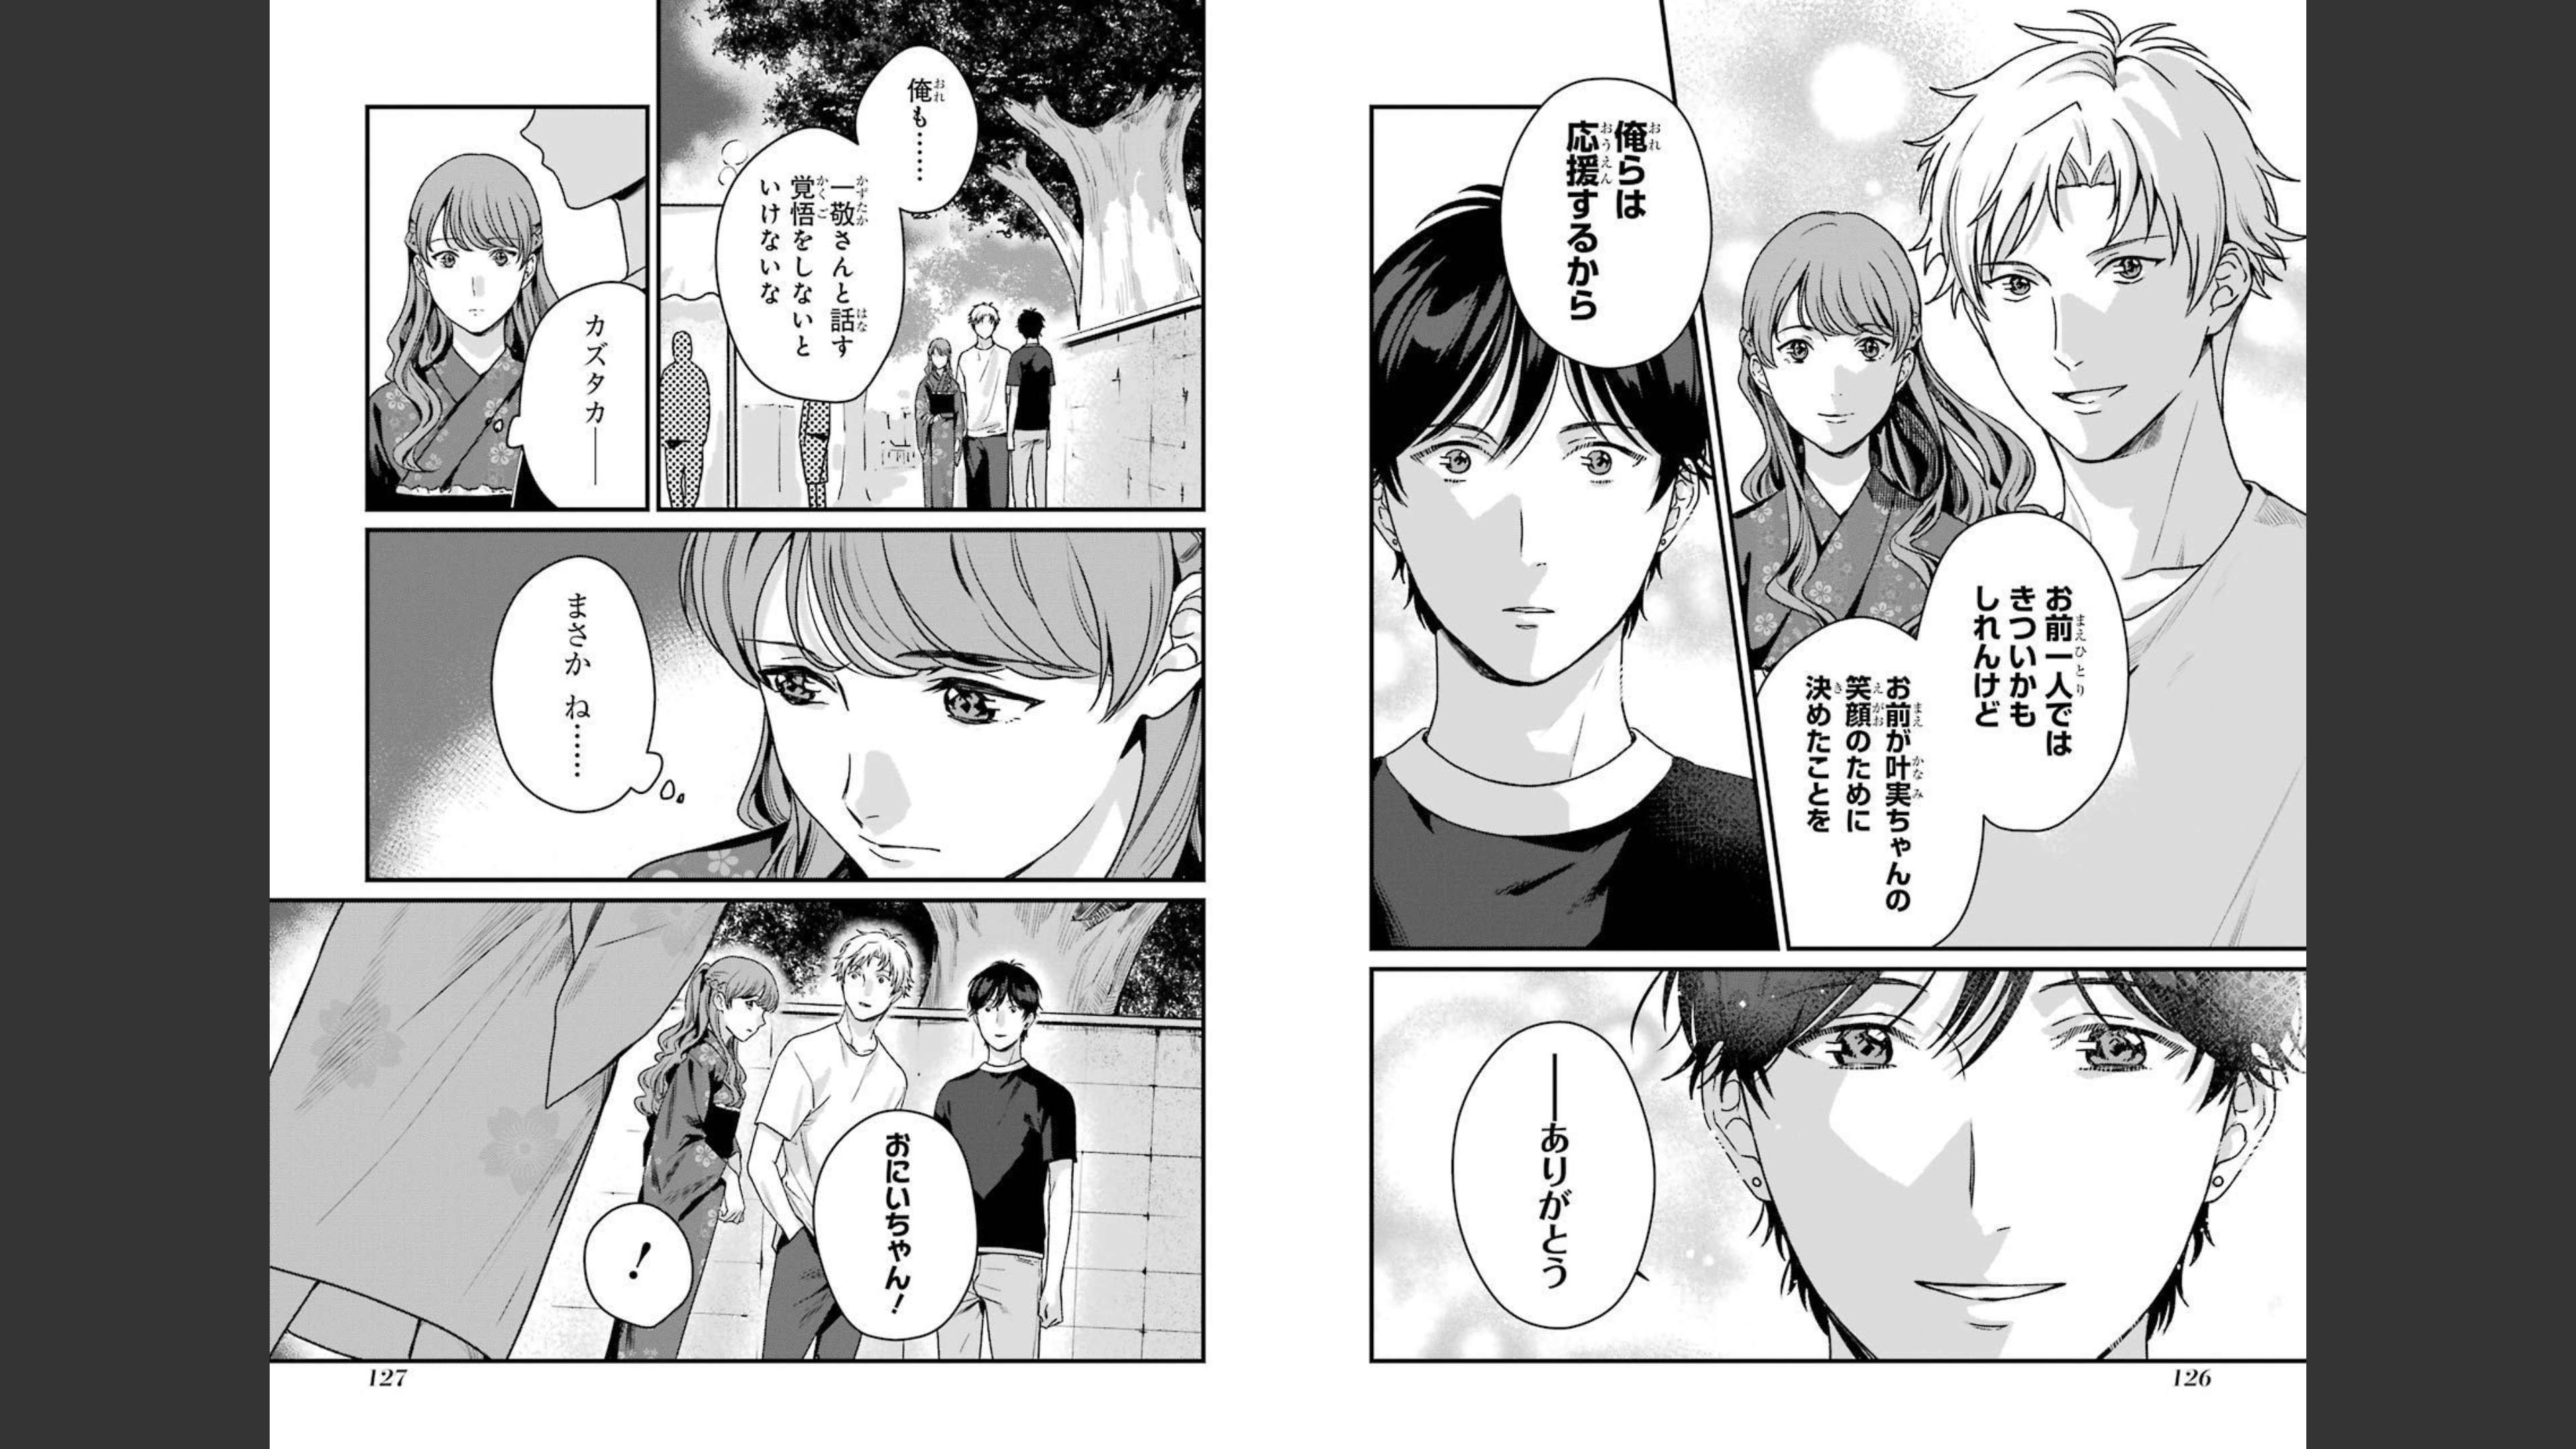 お前一人では
きついかも
しれんけど
お前が叶実ちゃんの
笑顔のために
決めたことを
俺らは
応援するから
──ありがとう
126
俺も……
一敬さんと話す
覚悟をしないと
いけないな
カズタカ──
まさか ね……
おにいちゃん!
!
127